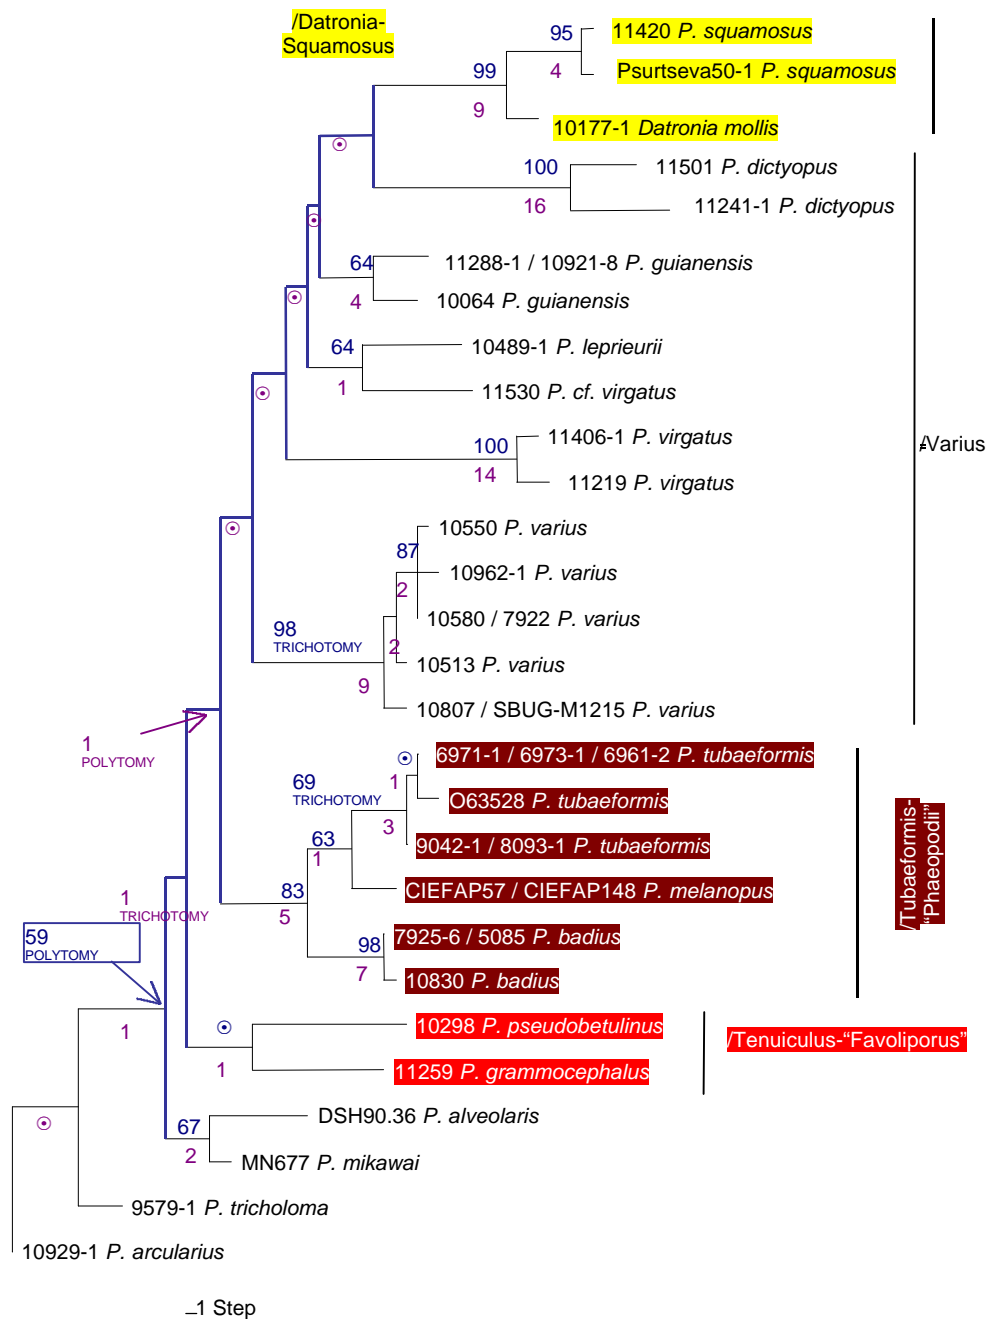 /Datronia-
Squamosus
95
11420 P. squamosus
99
4
Psurtseva50-1 P. squamosus
9
10177-1 Datronia mollis
100
11501 P. dictyopus
16
11241-1 P. dictyopus
64
11288-1 / 10921-8 P. guianensis
4
10064 P. guianensis
64
10489-1 P. leprieurii
1
11530 P. cf. virgatus
100
11406-1 P. virgatus
/Varius
14
11219 P. virgatus
10550 P. varius
87
10962-1 P. varius
2
10580 / 7922 P. varius
98
TRICHOTOMY
2
10513 P. varius
9
10807 / SBUG-M1215 P. varius
1
POLYTOMY
6971-1 / 6973-1 / 6961-2 P. tubaeformis
69
TRICHOTOMY
1
O63528 P. tubaeformis
3
9042-1 / 8093-1 P. tubaeformis
63
1
/Tubaeformis-
"Phaeopodii"
83
CIEFAP57 / CIEFAP148 P. melanopus
1
TRICHOTOMY
5
59
POLYTOMY
98
7925-6 / 5085 P. badius
7
10830 P. badius
1
10298 P. pseudobetulinus
/Tenuiculus-"Favoliporus"
1
11259 P. grammocephalus
67
DSH90.36 P. alveolaris
2
MN677 P. mikawai
9579-1 P. tricholoma
10929-1 P. arcularius
1 Step